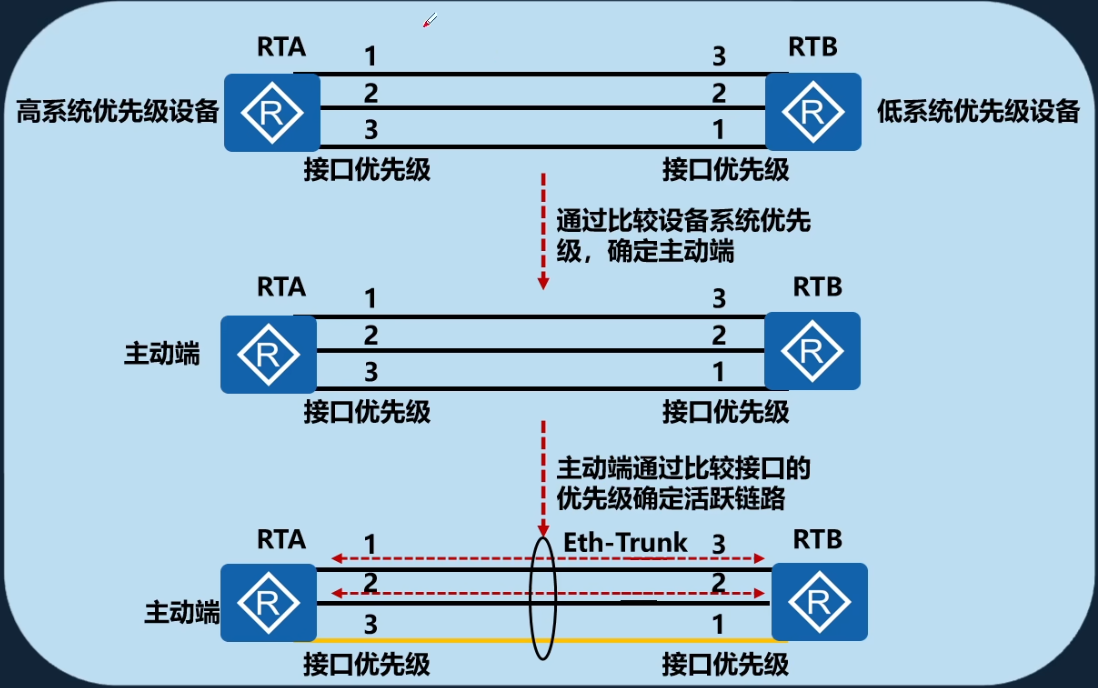 RTA
RTB
1
3
高系统优先级设备
R
2
2
R
低系统优先级设备
3
1
接口优先级
接口优先级
通过比较设备系统优先
级，确定主动端
RTA
RTB
1
3
主动端
R
2
2
R
3
1
接口优先级
接口优先级
主动端通过比较接口的
优先级确定活跃链路
RTA
1
Eth-Trunk
3
RTB
主动端
R
2
2
R
3
1
接口优先级
接口优先级